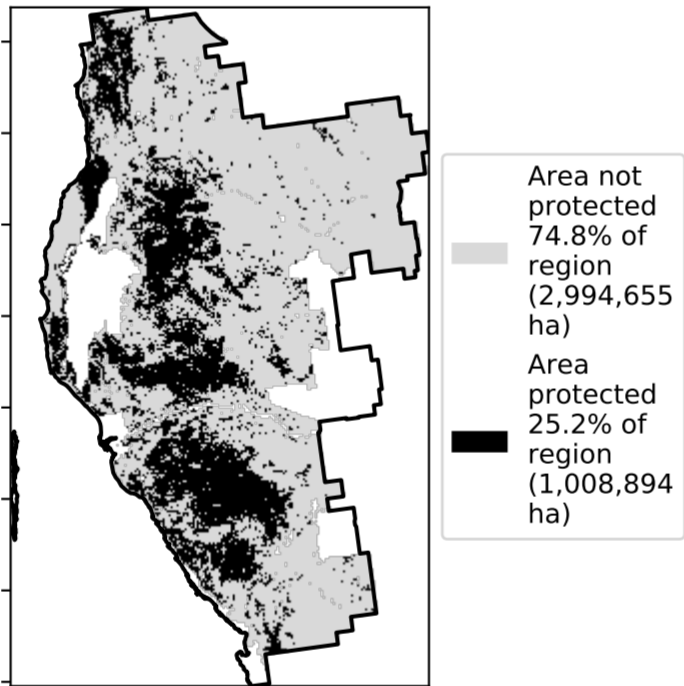 Area not
protected
74.8% of
region
(2,994,655
ha)
Area
protected
25.2% of
region
(1,008,894
ha)